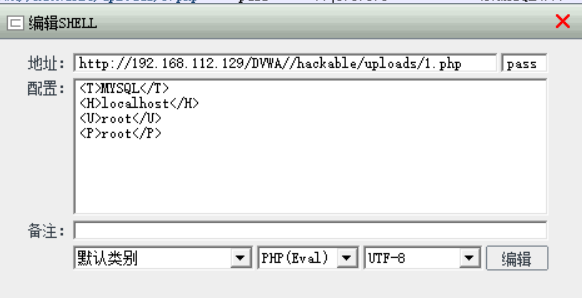 编辑SHELL
地址: http://192.168.112.129/DVWA//hackable/uploads/1.php pass
配置: <T>MYSQL</T>
<H>localhost</H>
<U>root</U>
<P>root</P>
备注:
默认类别 PHP(Eval) UTF-8 编辑